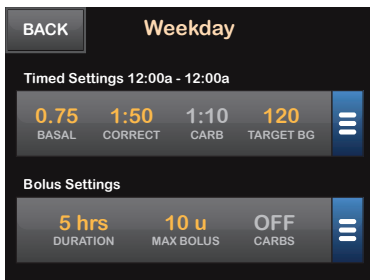 BACK
Weekday
Timed Settings 12:00a - 12:00a
0.75 1:50 1:10 120
BASAL CORRECT CARB TARGET BG
Bolus Settings
5 hrs 10 u OFF
DURATION MAX BOLUS CARBS